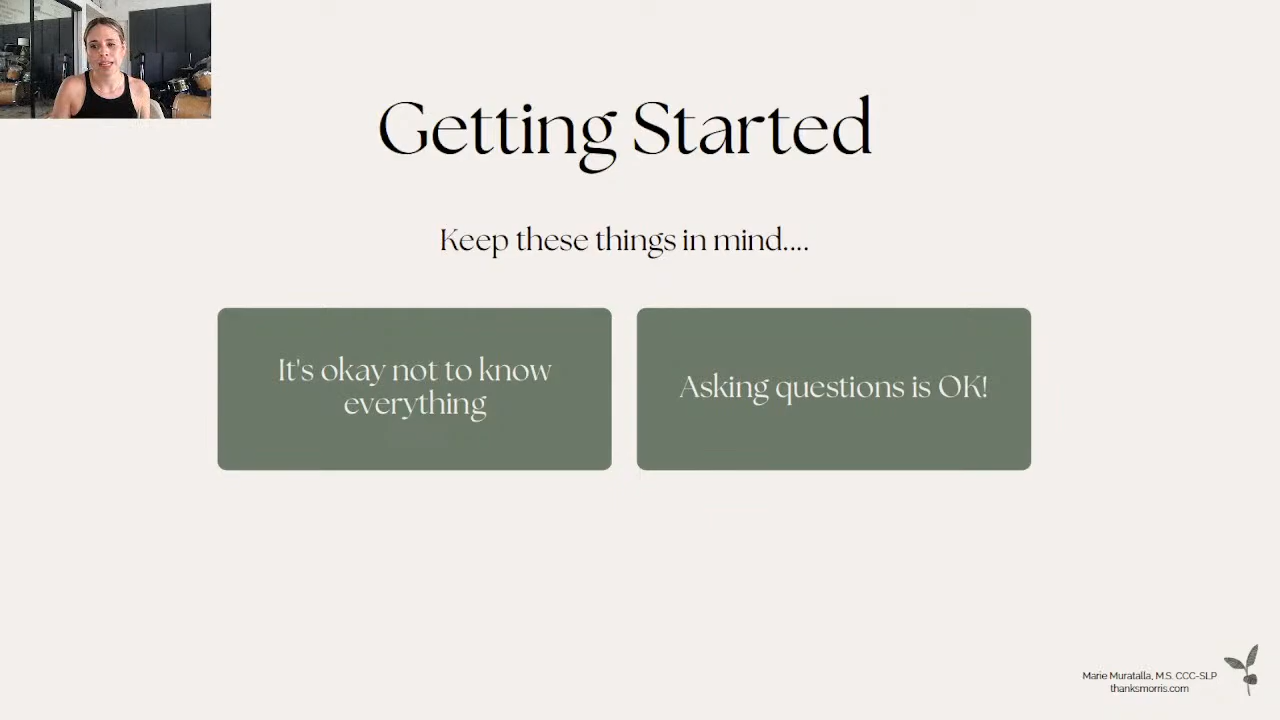 Getting Started
Keep these things in mind....
It's okay not to know
everything
Asking questions is OK!
Marie Muratalla, M.S. CCC-SLP
thanksmorris.com